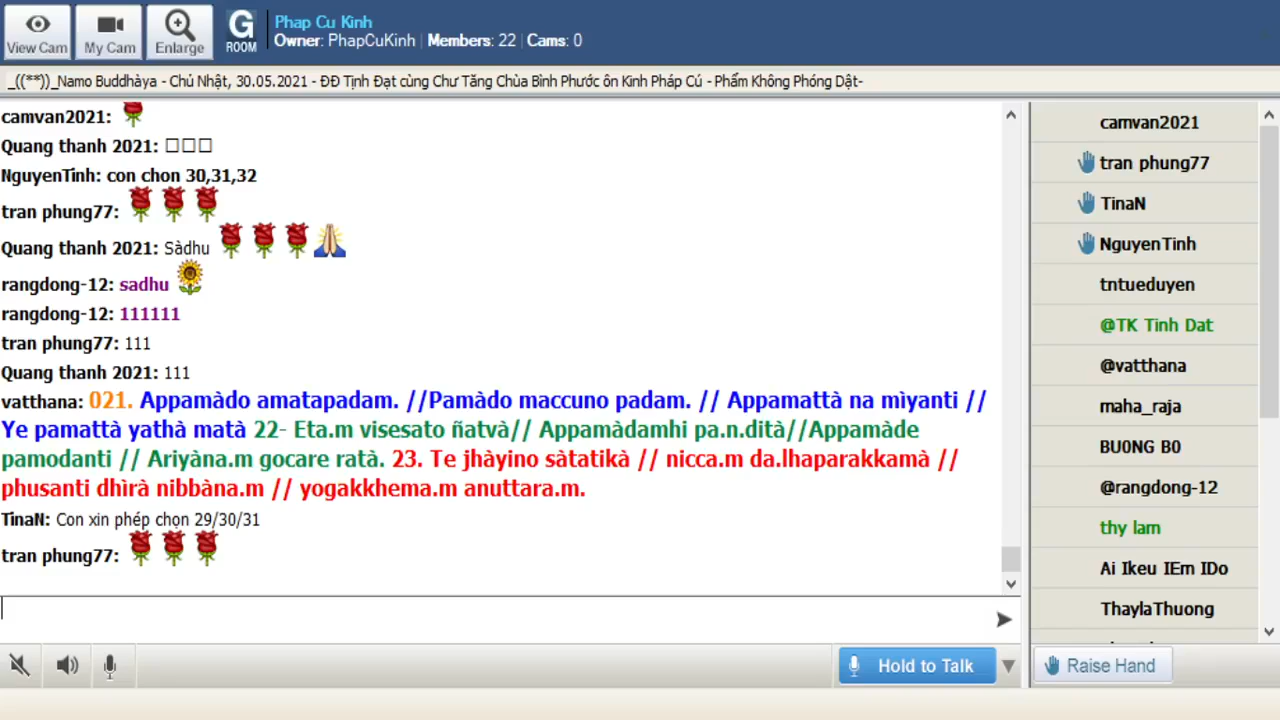 View Cam
My Cam
Enlarge
G
ROOM
Phap Cu Kinh
Owner: PhapCuKinh | Members: 22 | Cams: 0
_((**))_Namo Buddhàya - Chủ Nhật, 30.05.2021 - ĐĐ Tịnh Đạt cùng Chư Tăng Chùa Bình Phước ôn Kinh Pháp Cú - Phẩm Không Phóng Dật-
camvan2021:
Quang thanh 2021: □□□
NguyenTinh: con chon 30,31,32
tran phung77:
Quang thanh 2021: Sàdhu
rangdong-12: sadhu
rangdong-12: 111111
tran phung77: 111
Quang thanh 2021: 111
vatthana: 021. Appamàdo amatapadam. //Pamàdo maccuno padam. // Appamattà na mìyanti //
Ye pamattà yathà matà 22- Eta.m visesato ñatvà// Appamàdamhi pa.n.dità//Appamàde
pamodanti // Ariyàna.m gocare ratà. 23. Te jhàyino sàtatikà // nicca.m da.lhaparakkamà //
phusanti dhìrà nibbàna.m // yogakkhema.m anuttara.m.
TinaN: Con xin phép chọn 29/30/31
tran phung77:
camvan2021
tran phung77
TinaN
NguyenTinh
tntueduyen
@TK Tinh Dat
@vatthana
maha_raja
BU0NG B0
@rangdong-12
thy lam
Ai Ikeu IEm IDo
ThaylaThuong
Hold to Talk
Raise Hand